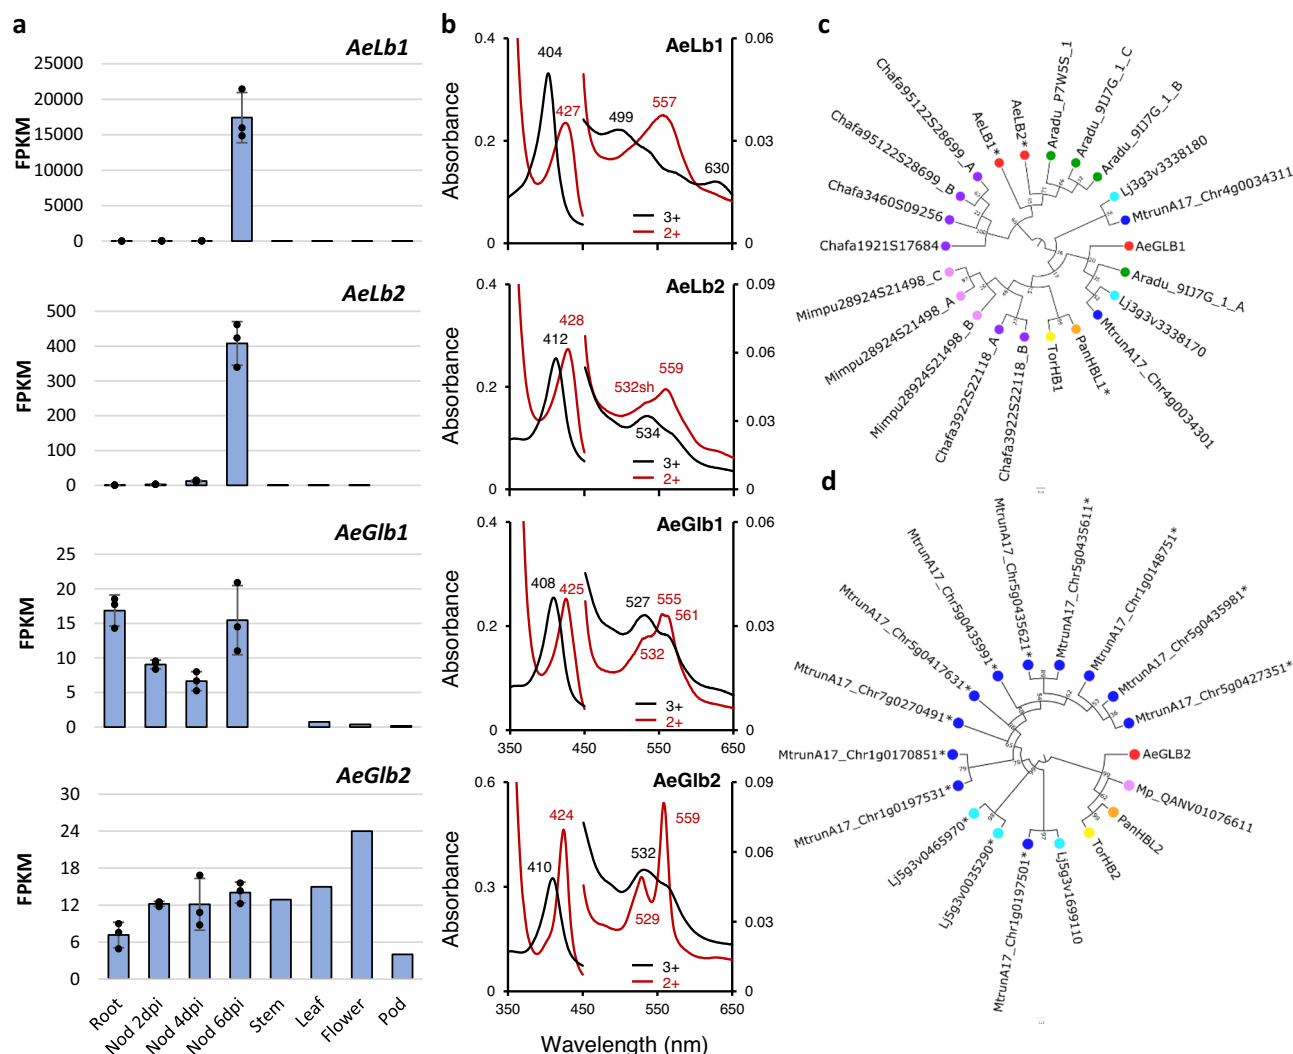 a
AeLb1
FPKM
25000
20000
15000
10000
5000
0
AeLb2
FPKM
500
400
300
200
100
0
AeGlb1
FPKM
25
20
15
10
5
0
AeGlb2
FPKM
30
24
18
12
6
0
Root
Nod 2dpi
Nod 4dpi
Nod 6dpi
Stem
Leaf
Flower
Pod
b
AeLb1
Absorbance
0.4
0.2
0
0.06
0.03
0
404
427
499
557
630
3+
2+
AeLb2
Absorbance
0.4
0.2
0
0.09
0.06
0.03
0
412
428
532sh
534
559
3+
2+
AeGlb1
Absorbance
0.4
0.2
0
0.06
0.03
0
408
425
527
532
555
561
3+
2+
350
450
550
650
AeGlb2
Absorbance
0.6
0.3
0
0.09
0.06
0.03
0
410
424
532
529
559
3+
2+
350
450
550
650
Wavelength (nm)
c
Chafa95122S28699_A
Chafa95122S28699_B
Chafa3460S09256
Chafa1921S17684
Mimpu28924S21498_C
Mimpu28924S21498_A
Mimpu28924S21498_B
Chafa3922S22118_A
Chafa3922S22118_B
TorHB1
PanHBL1*
MtrunA17_Chr4g0034301
Lj3g3v3338170
Aradu_9IJ7G_1_A
AeGLB1
MtrunA17_Chr4g0034311
Lj3g3v3338180
Aradu_9IJ7G_1_B
Aradu_9IJ7G_1_C
Aradu_P7W5S_1
AeLB2*
AeLB1*
100
d
MtrunA17_Chr5g0435611*
MtrunA17_Chr1g0148751*
MtrunA17_Chr5g0435981*
MtrunA17_Chr5g0427351*
AeGLB2
Mp_QANV01076611
PanHBL2
TorHB2
Lj5g3v1699110
MtrunA17_Chr1g0197501*
Lj5g3v0035290*
Lj5g3v0465970*
MtrunA17_Chr1g0197531*
MtrunA17_Chr1g0170851*
MtrunA17_Chr7g0270491*
MtrunA17_Chr5g0417631*
MtrunA17_Chr5g0435991*
MtrunA17_Chr5g0435621*
79
97
99